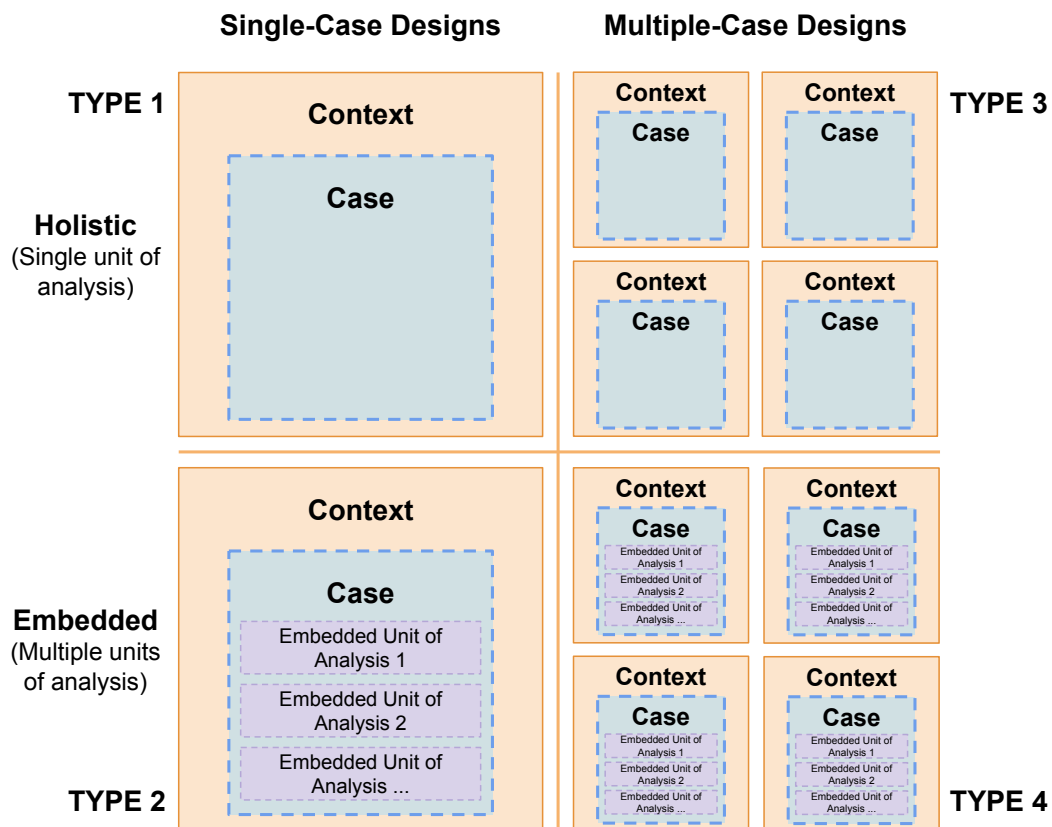 Single-Case Designs
Multiple-Case Designs
TYPE 1
Holistic
(Single unit of
analysis)
Context
Case
Context
Case
Context
Case
Context
Case
Context
Case
TYPE 3
Embedded
(Multiple units
of analysis)
TYPE 2
Context
Case
Embedded Unit of
Analysis 1
Embedded Unit of
Analysis 2
Embedded Unit of
Analysis ...
Context
Case
Embedded Unit of
Analysis 1
Embedded Unit of
Analysis 2
Embedded Unit of
Analysis ...
Context
Case
Embedded Unit of
Analysis 1
Embedded Unit of
Analysis 2
Embedded Unit of
Analysis ...
Context
Case
Embedded Unit of
Analysis 1
Embedded Unit of
Analysis 2
Embedded Unit of
Analysis ...
Context
Case
Embedded Unit of
Analysis 1
Embedded Unit of
Analysis 2
Embedded Unit of
Analysis ...
TYPE 4